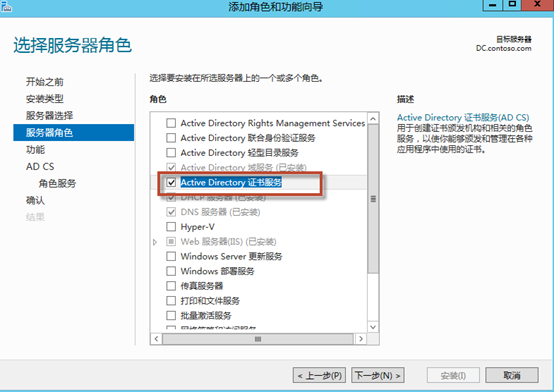 添加角色和功能向导
选择服务器角色
目标服务器
DC.contoso.com
开始之前
安装类型
服务器选择
服务器角色
功能
AD CS
角色服务
确认
结果
选择要安装在所选服务器上的一个或多个角色。
角色
Active Directory Rights Management Services
Active Directory 联合身份验证服务
Active Directory 轻型目录服务
Active Directory 域服务 (已安装)
Active Directory 证书服务
DHCP 服务器 (已安装)
DNS 服务器 (已安装)
Hyper-V
Web 服务器(IIS) (已安装)
Windows Server 更新服务
Windows 部署服务
传真服务器
打印和文件服务
批量激活服务
网络策略和访问服务
描述
Active Directory 证书服务(AD CS)
用于创建证书颁发机构和相关的角色
服务，以使你能够颁发和管理在各种
应用程序中使用的证书。
< 上一步(P)
下一步(N) >
安装(I)
取消